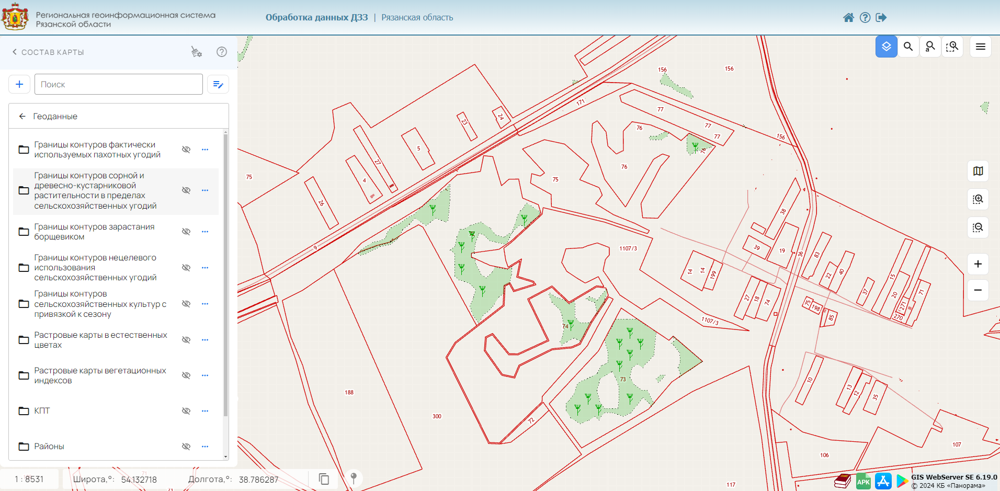 Региональная геоинформационная система
Рязанской области
Обработка данных ДЗЗ | Рязанская область
СОСТАВ КАРТЫ
Поиск
Геоданные
Границы контуров фактически
используемых пахотных угодий
Границы контуров сорной и
древесно-кустарниковой
растительности в пределах
сельскохозяйственных угодий
Границы контуров зарастания
борщевиком
Границы контуров нецелевого
использования
сельскохозяйственных угодий
Границы контуров
сельскохозяйственных культур с
привязкой к сезону
Растровые карты в естественных
цветах
Растровые карты вегетационных
индексов
КПТ
Районы
1 : 8531
Широта,°: 54.132718 Долгота,°: 38.786287
156
156
171
77
77
77
24
23
76
156
5
76
76
27
75
75
4
26
38
9
39
19
36
83
1107/3
14
14
199
22
40
15
37
20
71
27
18
74
75
198
271
270
85
1107/3
74
73
10
13
12
35
188
300
72
107
106
117
71
71
a
APK
GIS WebServer SE 6.19.0
© 2024 КБ «Панорама»